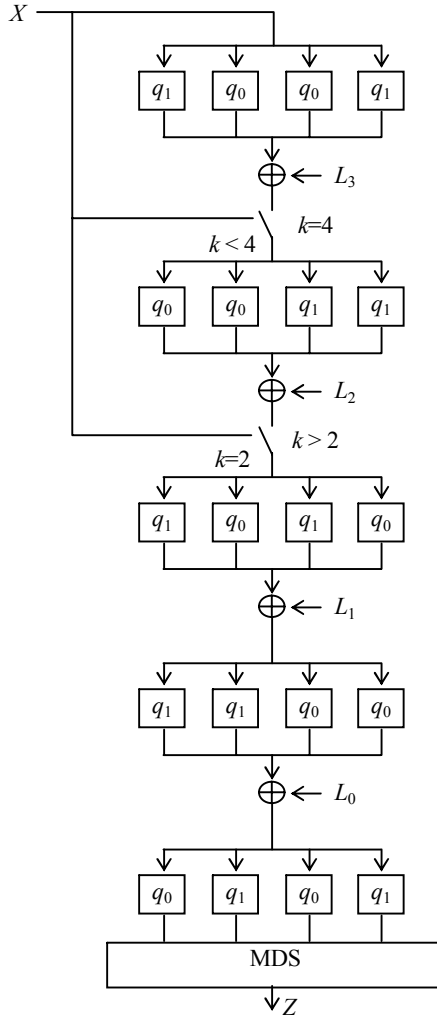 X
q₁ q₀ q₀ q₁
L₃
k=4
k < 4
q₀ q₀ q₁ q₁
L₂
k > 2
k=2
q₁ q₀ q₁ q₀
L₁
q₁ q₁ q₀ q₀
L₀
q₀ q₁ q₀ q₁
MDS
Z